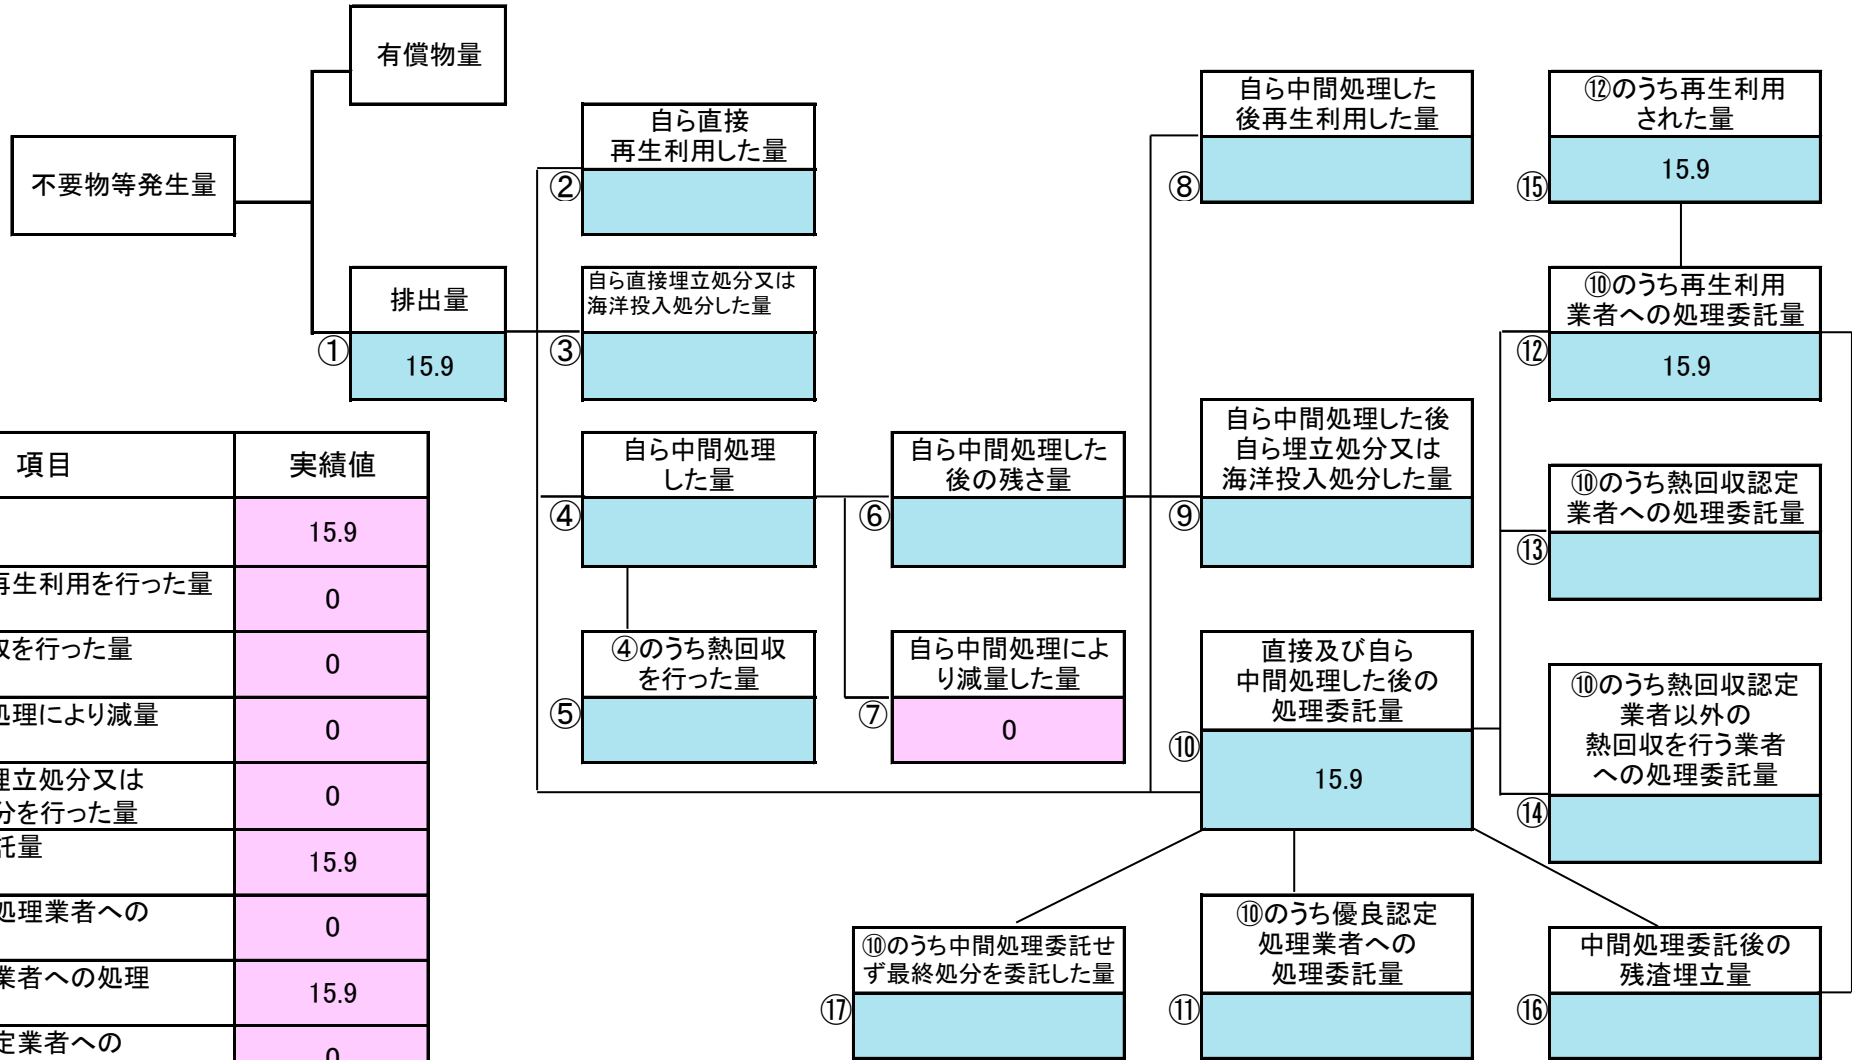 有償物量
不要物等発生量
排出量
①
15.9
自ら直接
再生利用した量
②
自ら直接埋立処分又は
海洋投入処分した量
③
自ら中間処理
した量
④
④のうち熱回収
を行った量
⑤
自ら中間処理した
後の残さ量
⑥
自ら中間処理によ
り減量した量
⑦
0
自ら中間処理した
後再生利用した量
⑧
自ら中間処理した後
自ら埋立処分又は
海洋投入処分した量
⑨
直接及び自ら
中間処理した後の
処理委託量
⑩
15.9
⑩のうち優良認定
処理業者への
処理委託量
⑪
⑫のうち再生利用
された量
⑮
15.9
⑩のうち再生利用
業者への処理委託量
⑫
15.9
⑩のうち熱回収認定
業者への処理委託量
⑬
⑩のうち熱回収認定
業者以外の
熱回収を行う業者
への処理委託量
⑭
中間処理委託後の
残渣埋立量
⑯
⑩のうち中間処理委託せ
ず最終処分を委託した量
⑰
項目 実績値
15.9
再生利用を行った量 0
を行った量 0
処理により減量 0
埋立処分又は
分を行った量 0
託量 15.9
処理業者への 0
業者への処理 15.9
定業者への 0